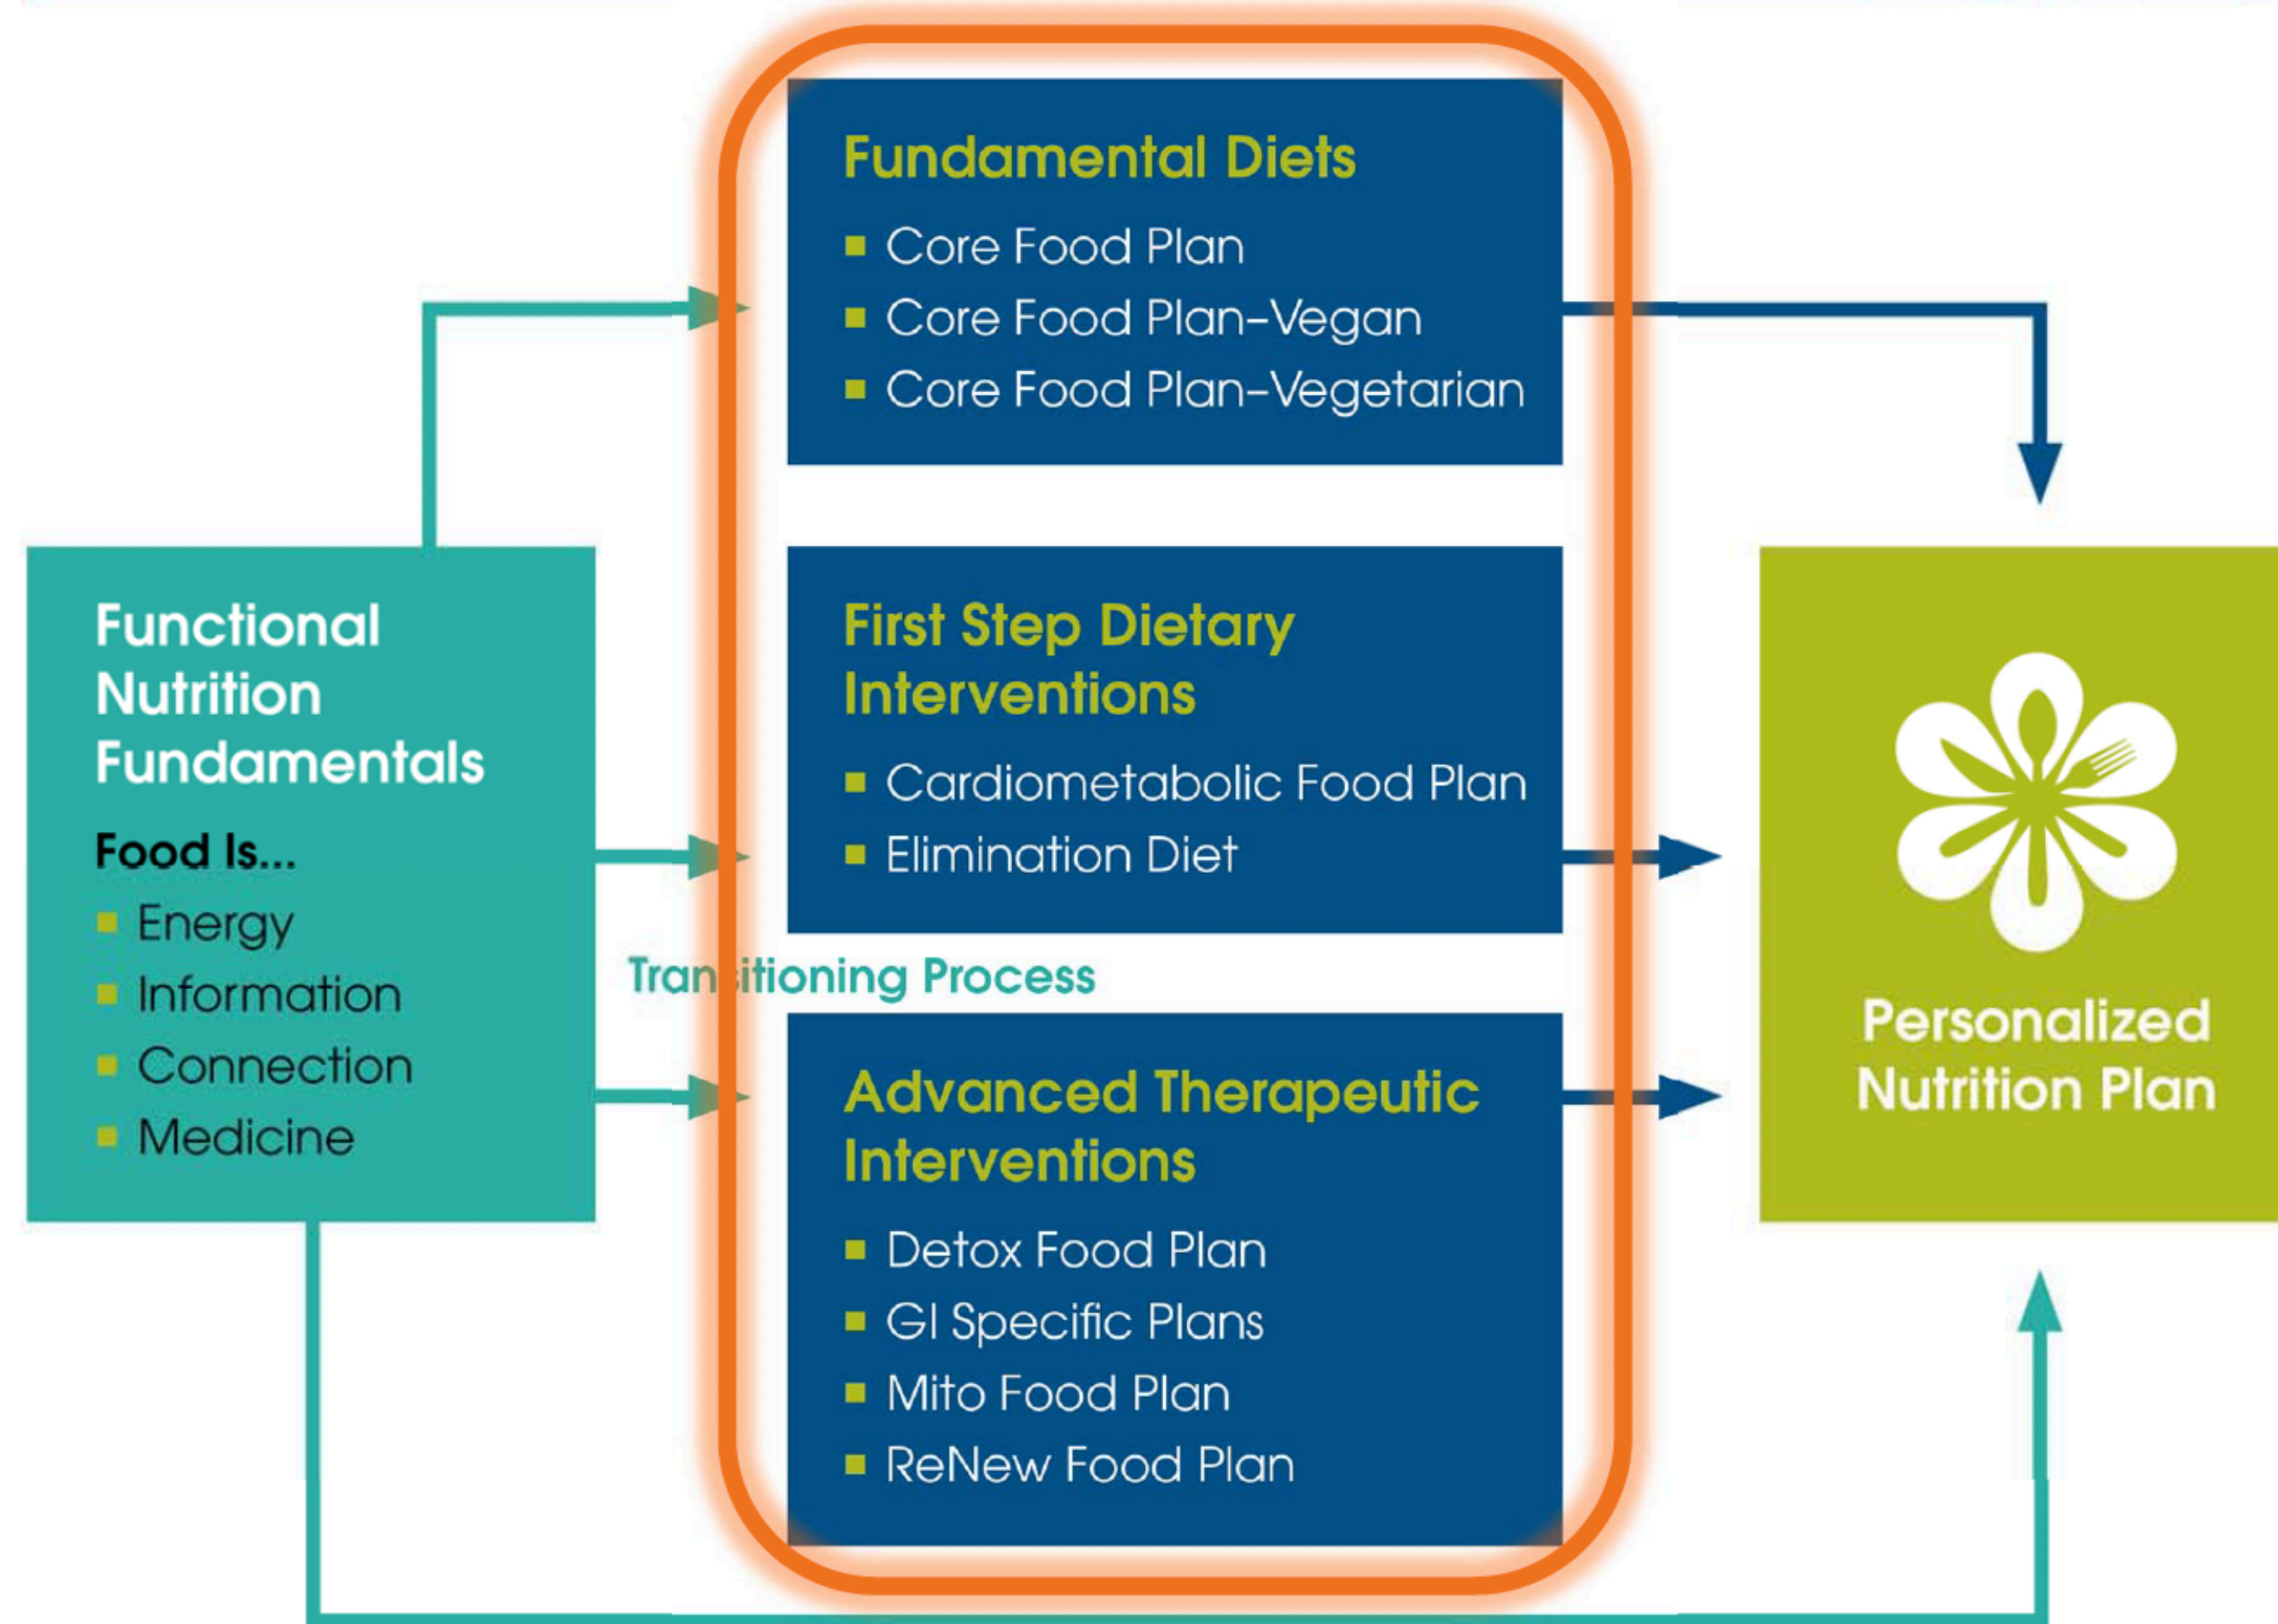 Functional
Nutrition
Fundamentals
Food Is...
Energy
Information
Connection
Medicine
Fundamental Diets
Core Food Plan
Core Food Plan–Vegan
Core Food Plan–Vegetarian
First Step Dietary
Interventions
Cardiometabolic Food Plan
Elimination Diet
Transitioning Process
Advanced Therapeutic
Interventions
Detox Food Plan
GI Specific Plans
Mito Food Plan
ReNew Food Plan
Personalized
Nutrition Plan